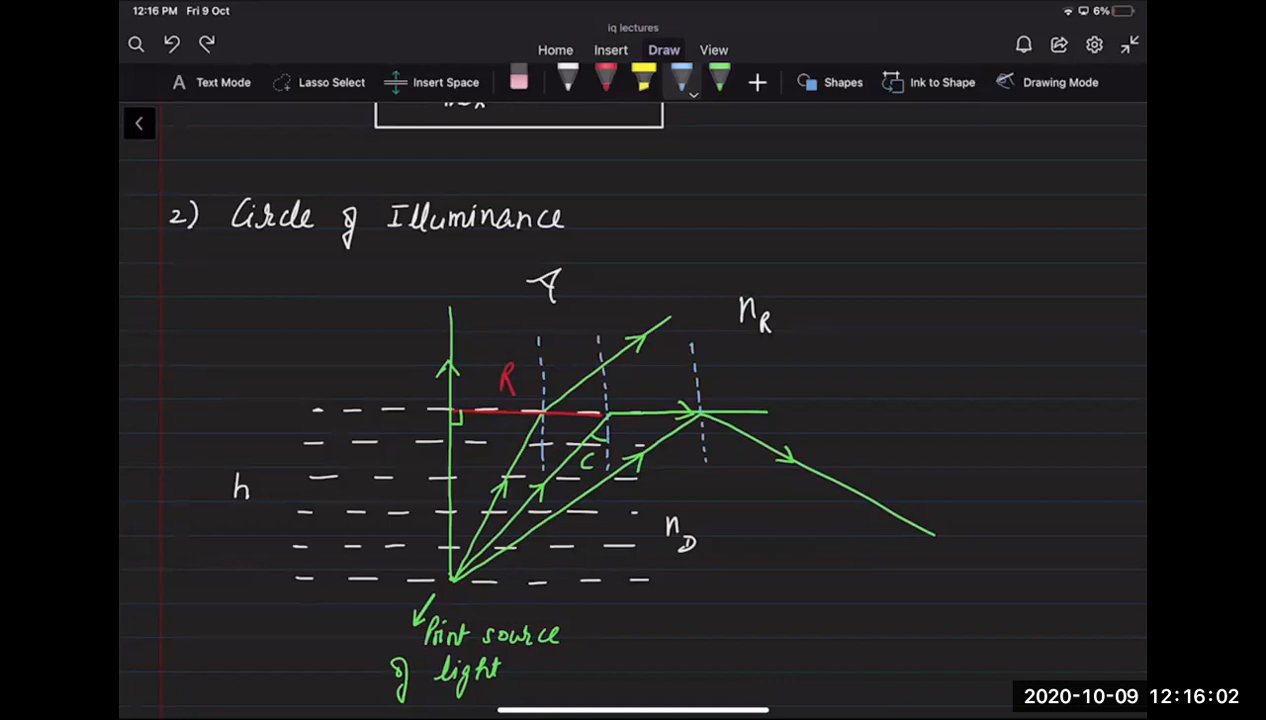 12:16 PM Fri 9 Oct
6%
iq lectures
Home Insert Draw View
Text Mode Lasso Select Insert Space Shapes Ink to Shape Drawing Mode
2) Circle of Illuminance
n_R
R
C
h
n_D
Point source
of light
2020-10-09 12:16:02